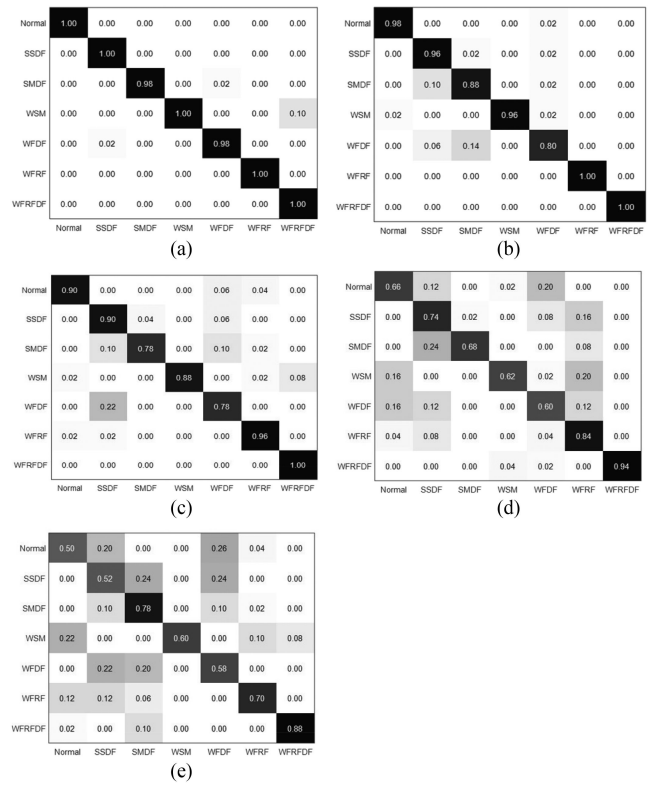 Normal 1.00 0.00 0.00 0.00 0.00 0.00 0.00
SSDF 0.00 1.00 0.00 0.00 0.00 0.00 0.00
SMDF 0.00 0.00 0.98 0.00 0.02 0.00 0.00
WSM 0.00 0.00 0.00 1.00 0.00 0.00 0.10
WFDF 0.00 0.02 0.00 0.00 0.98 0.00 0.00
WFRF 0.00 0.00 0.00 0.00 0.00 1.00 0.00
WFRFDF 0.00 0.00 0.00 0.00 0.00 0.00 1.00
Normal SSDF SMDF WSM WFDF WFRF WFRFDF
(a)
Normal 0.98 0.00 0.00 0.00 0.02 0.00 0.00
SSDF 0.00 0.96 0.02 0.00 0.02 0.00 0.00
SMDF 0.00 0.10 0.88 0.00 0.02 0.00 0.00
WSM 0.02 0.00 0.00 0.96 0.02 0.00 0.00
WFDF 0.00 0.06 0.14 0.00 0.80 0.00 0.00
WFRF 0.00 0.00 0.00 0.00 0.00 1.00 0.00
WFRFDF 0.00 0.00 0.00 0.00 0.00 0.00 1.00
Normal SSDF SMDF WSM WFDF WFRF WFRFDF
(b)
Normal 0.90 0.00 0.00 0.00 0.06 0.04 0.00
SSDF 0.00 0.90 0.04 0.00 0.06 0.00 0.00
SMDF 0.00 0.10 0.78 0.00 0.10 0.02 0.00
WSM 0.02 0.00 0.00 0.88 0.00 0.02 0.08
WFDF 0.00 0.22 0.00 0.00 0.78 0.00 0.00
WFRF 0.02 0.02 0.00 0.00 0.00 0.96 0.00
WFRFDF 0.00 0.00 0.00 0.00 0.00 0.00 1.00
Normal SSDF SMDF WSM WFDF WFRF WFRFDF
(c)
Normal 0.66 0.12 0.00 0.02 0.20 0.00 0.00
SSDF 0.00 0.74 0.02 0.00 0.08 0.16 0.00
SMDF 0.00 0.24 0.68 0.00 0.00 0.08 0.00
WSM 0.16 0.00 0.00 0.62 0.02 0.20 0.00
WFDF 0.16 0.12 0.00 0.00 0.60 0.12 0.00
WFRF 0.04 0.08 0.00 0.00 0.04 0.84 0.00
WFRFDF 0.00 0.00 0.00 0.04 0.02 0.00 0.94
Normal SSDF SMDF WSM WFDF WFRF WFRFDF
(d)
Normal 0.50 0.20 0.00 0.00 0.26 0.04 0.00
SSDF 0.00 0.52 0.24 0.00 0.24 0.00 0.00
SMDF 0.00 0.10 0.78 0.00 0.10 0.02 0.00
WSM 0.22 0.00 0.00 0.60 0.00 0.10 0.08
WFDF 0.00 0.22 0.20 0.00 0.58 0.00 0.00
WFRF 0.12 0.12 0.06 0.00 0.00 0.70 0.00
WFRFDF 0.02 0.00 0.10 0.00 0.00 0.00 0.88
Normal SSDF SMDF WSM WFDF WFRF WFRFDF
(e)